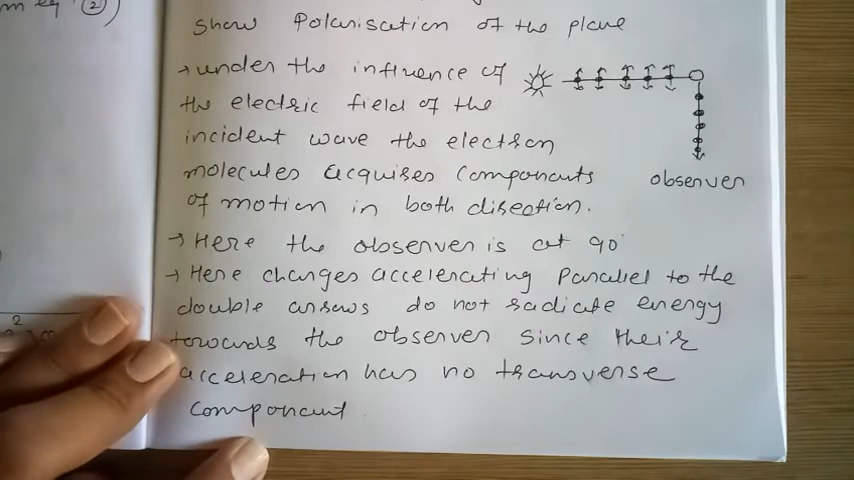 m eq. (2))
show Polarisation of the plane
→ under the influence of
the electric field of the
incident wave the electron
molecules acquires components
observer
of motion in both direction.
→ Here the observer is at 90°
→ Here charges accelerating Parallel to the
double arrows do not radiate energy
towards the observer since their
acceleration has no transverse
component